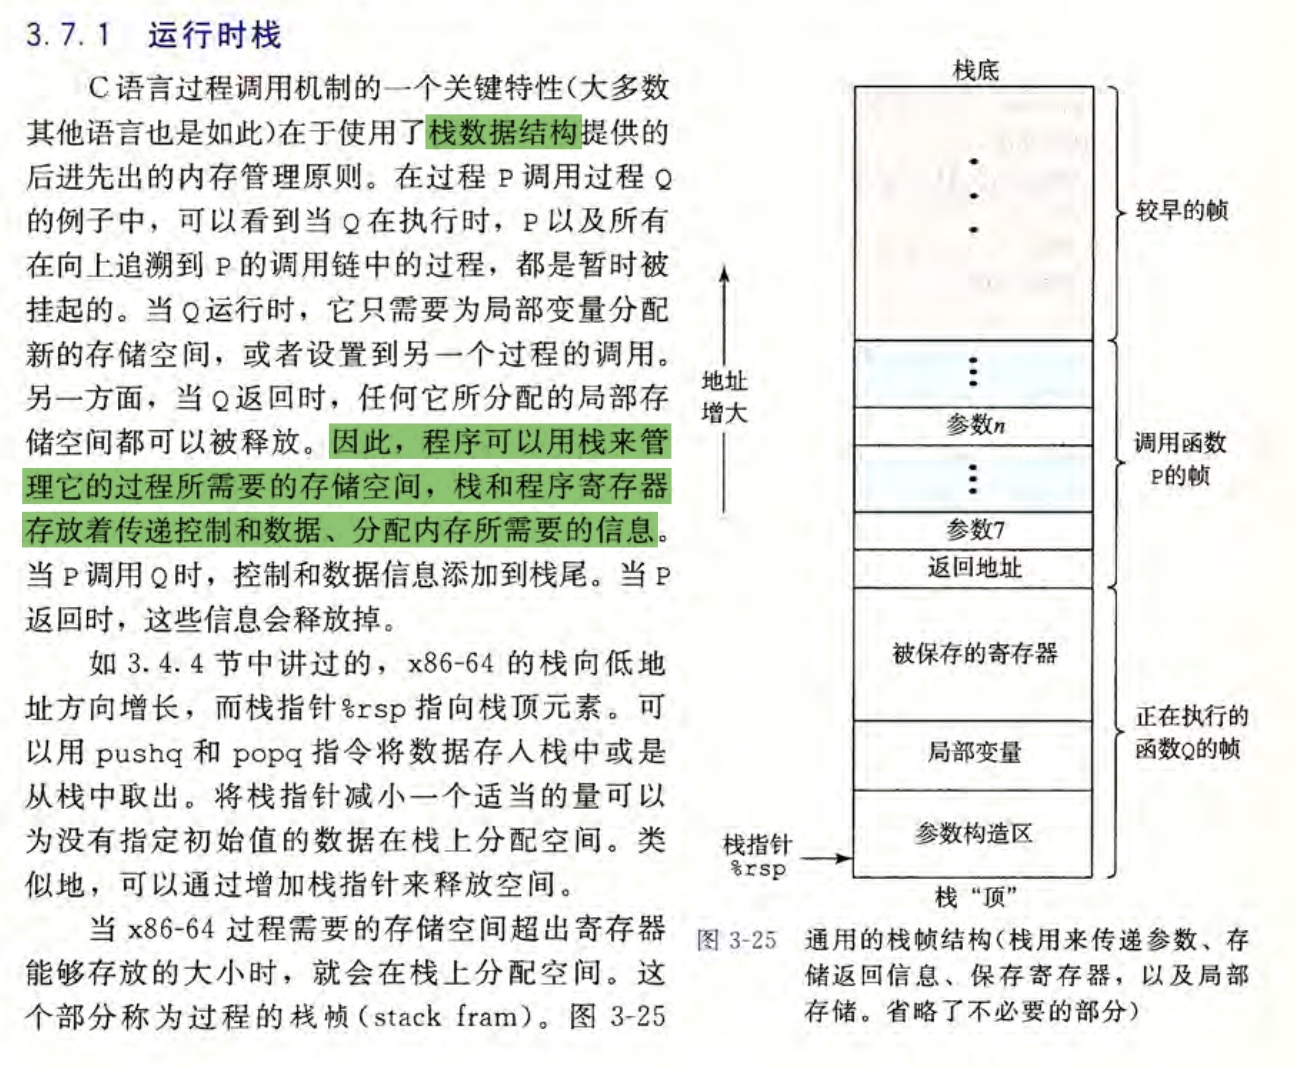 3.7.1 运行时栈
C语言过程调用机制的一个关键特性(大多数
其他语言也是如此)在于使用了栈数据结构提供的
后进先出的内存管理原则。在过程 P 调用过程 Q
的例子中，可以看到当 Q 在执行时，P 以及所有
在向上追溯到 P 的调用链中的过程，都是暂时被
挂起的。当 Q 运行时，它只需要为局部变量分配
新的存储空间，或者设置到另一个过程的调用。
另一方面，当 Q 返回时，任何它所分配的局部存
储空间都可以被释放。因此，程序可以用栈来管
理它的过程所需要的存储空间，栈和程序寄存器
存放着传递控制和数据、分配内存所需要的信息。
当 P 调用 Q 时，控制和数据信息添加到栈尾。当 P
返回时，这些信息会释放掉。
如 3.4.4 节中讲过的，x86-64 的栈向低地
址方向增长，而栈指针%rsp 指向栈顶元素。可
以用 pushq 和 popq 指令将数据存入栈中或是
从栈中取出。将栈指针减小一个适当的量可以
为没有指定初始值的数据在栈上分配空间。类
似地，可以通过增加栈指针来释放空间。
当 x86-64 过程需要的存储空间超出寄存器
能够存放的大小时，就会在栈上分配空间。这
个部分称为过程的栈帧(stack fram)。图 3-25
栈底
较早的帧
地址
增大
参数n
调用函数
P的帧
参数7
返回地址
被保存的寄存器
正在执行的
函数Q的帧
局部变量
参数构造区
栈指针
%rsp
栈“顶”
图 3-25 通用的栈帧结构(栈用来传递参数、存
储返回信息、保存寄存器，以及局部
存储。省略了不必要的部分)